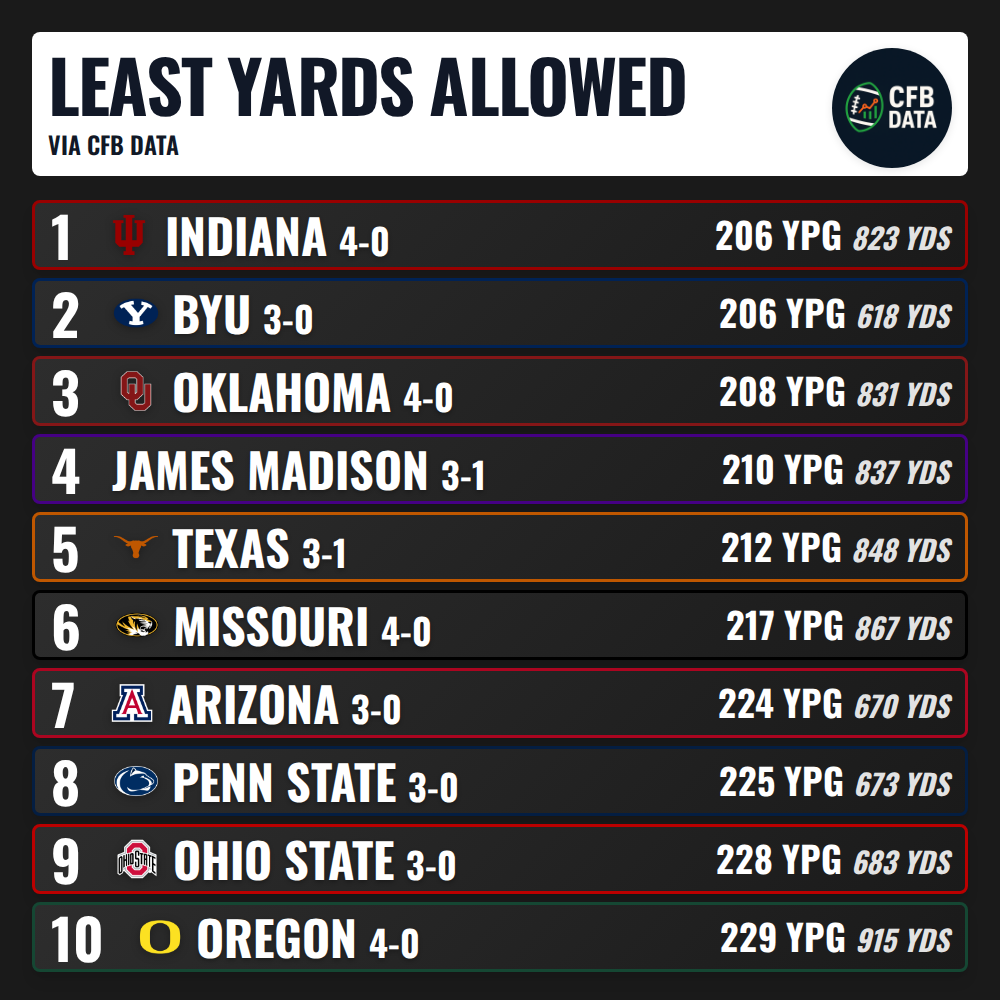 LEAST YARDS ALLOWED
VIA CFB DATA
CFB
DATA
1 INDIANA 4-0 206 YPG 823 YDS
2 Y BYU 3-0 206 YPG 618 YDS
3 OU OKLAHOMA 4-0 208 YPG 831 YDS
4 JAMES MADISON 3-1 210 YPG 837 YDS
5 TEXAS 3-1 212 YPG 848 YDS
6 MISSOURI 4-0 217 YPG 867 YDS
7 A ARIZONA 3-0 224 YPG 670 YDS
8 PENN STATE 3-0 225 YPG 673 YDS
9 OHIO STATE OHIO STATE 3-0 228 YPG 683 YDS
10 O OREGON 4-0 229 YPG 915 YDS